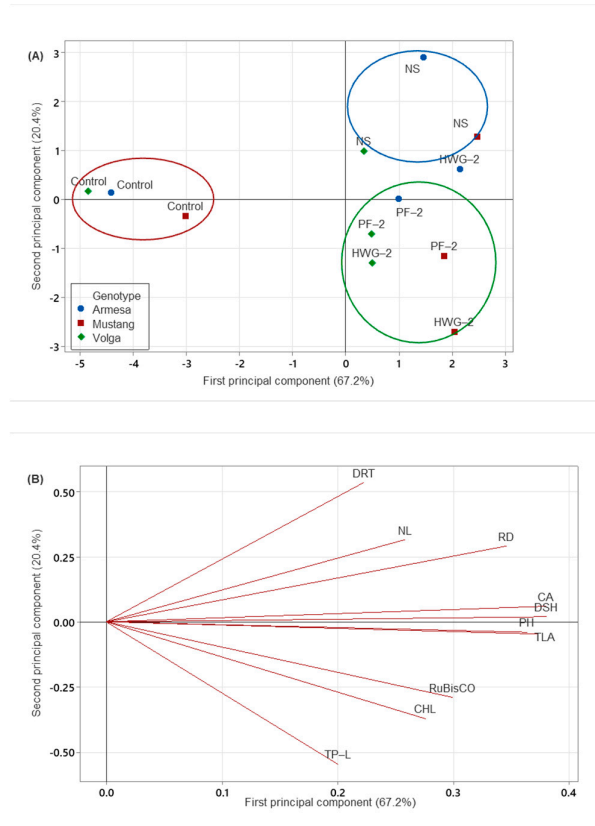 (A)
3
2
1
0
-1
-2
-3
Second principal component (20.4%)
NS
NS
NS
HWG–2
Control
Control
Control
PF–2
PF–2
HWG–2
PF–2
HWG–2
Genotype
Armesa
Mustang
Volga
-5 -4 -3 -2 -1 0 1 2 3
First principal component (67.2%)
(B)
0.50
0.25
0.00
-0.25
-0.50
Second principal component (20.4%)
DRT
NL
RD
CA
DSH
PH
TLA
RuBisCO
CHL
TP–L
0.0 0.1 0.2 0.3 0.4
First principal component (67.2%)